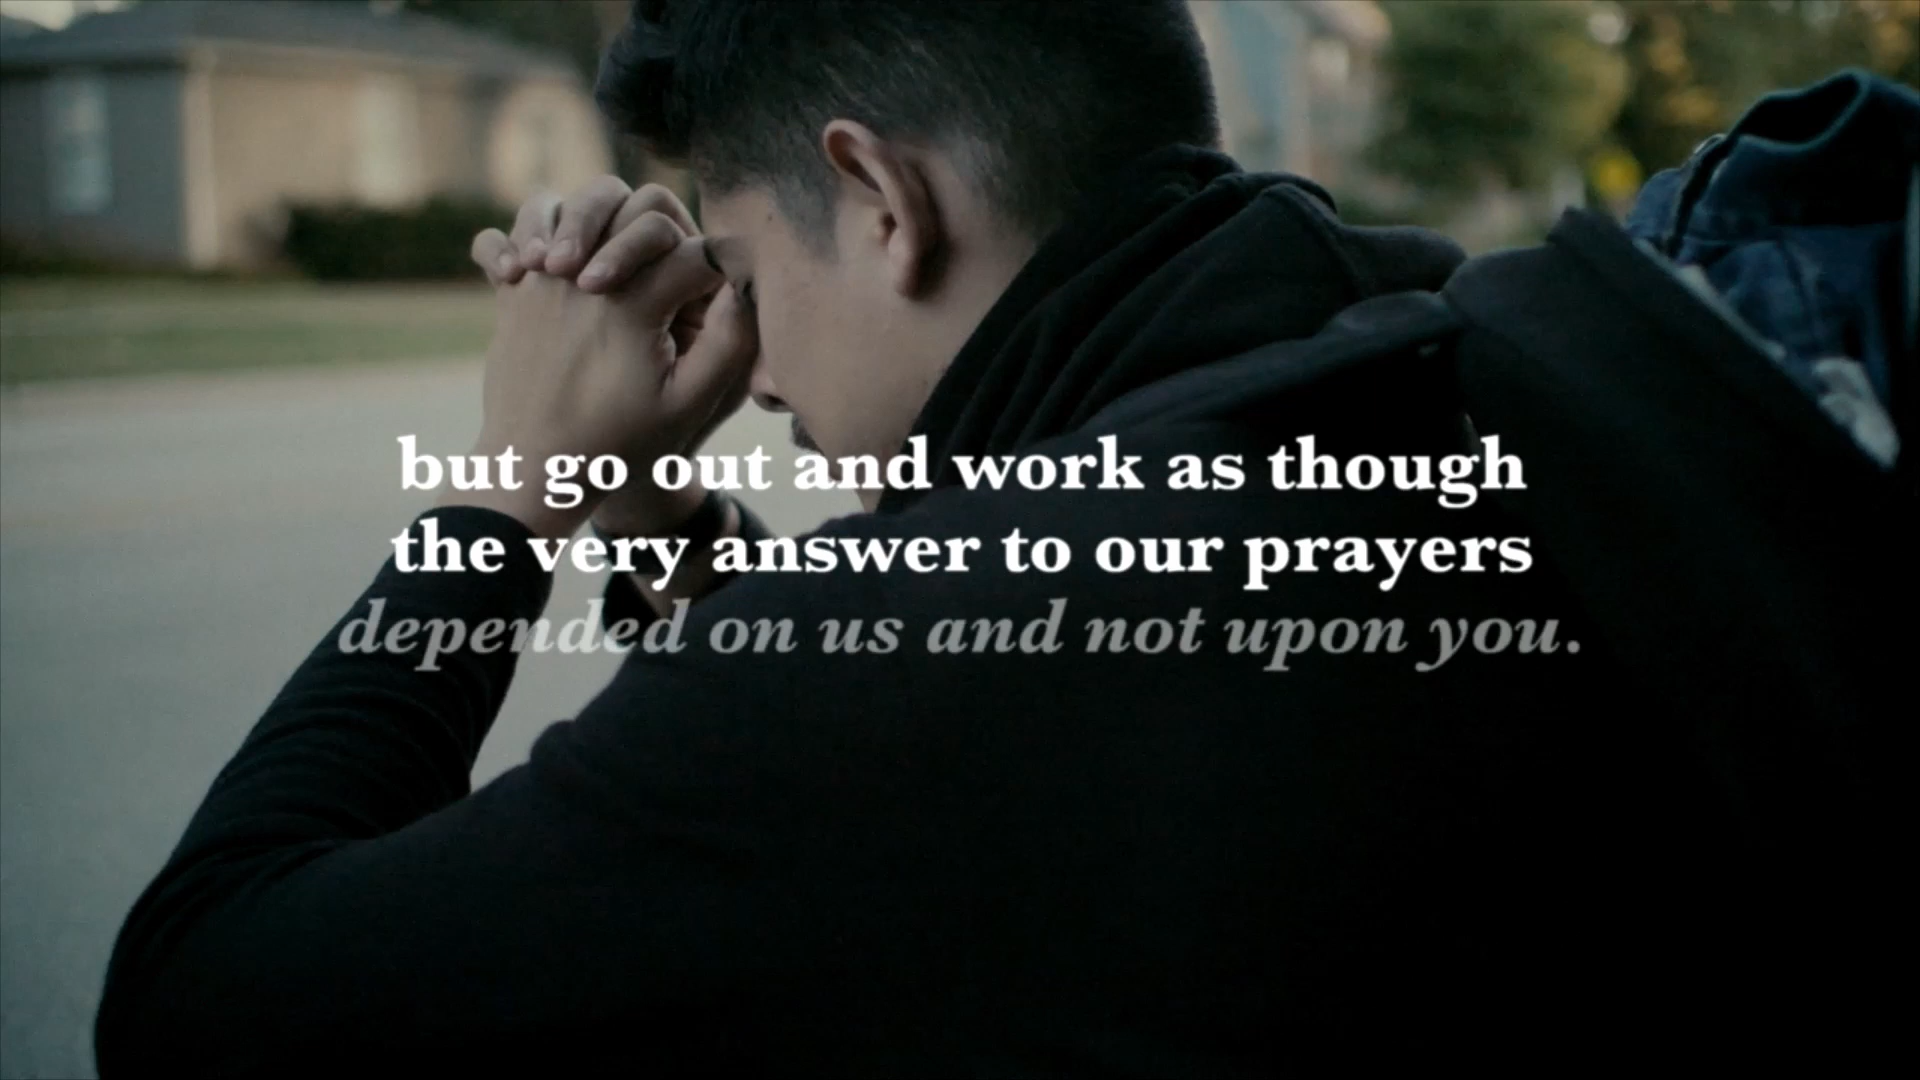 but go out and work as though
the very answer to our prayers
depended on us and not upon you.